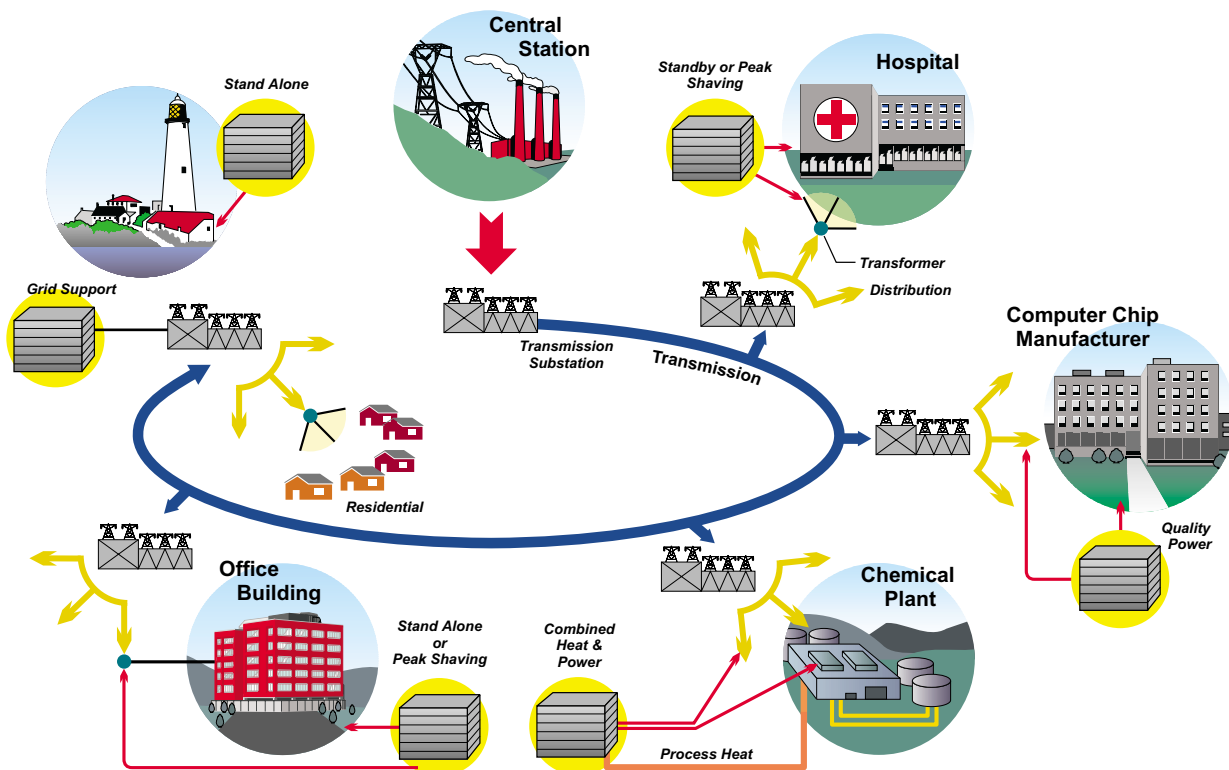 Central
Station
Hospital
Standby or Peak
Shaving
Stand Alone
Transformer
Distribution
Grid Support
Transmission
Substation
Transmission
Computer Chip
Manufacturer
Residential
Quality
Power
Office
Building
Stand Alone
or
Peak Shaving
Combined
Heat &
Power
Chemical
Plant
Process Heat